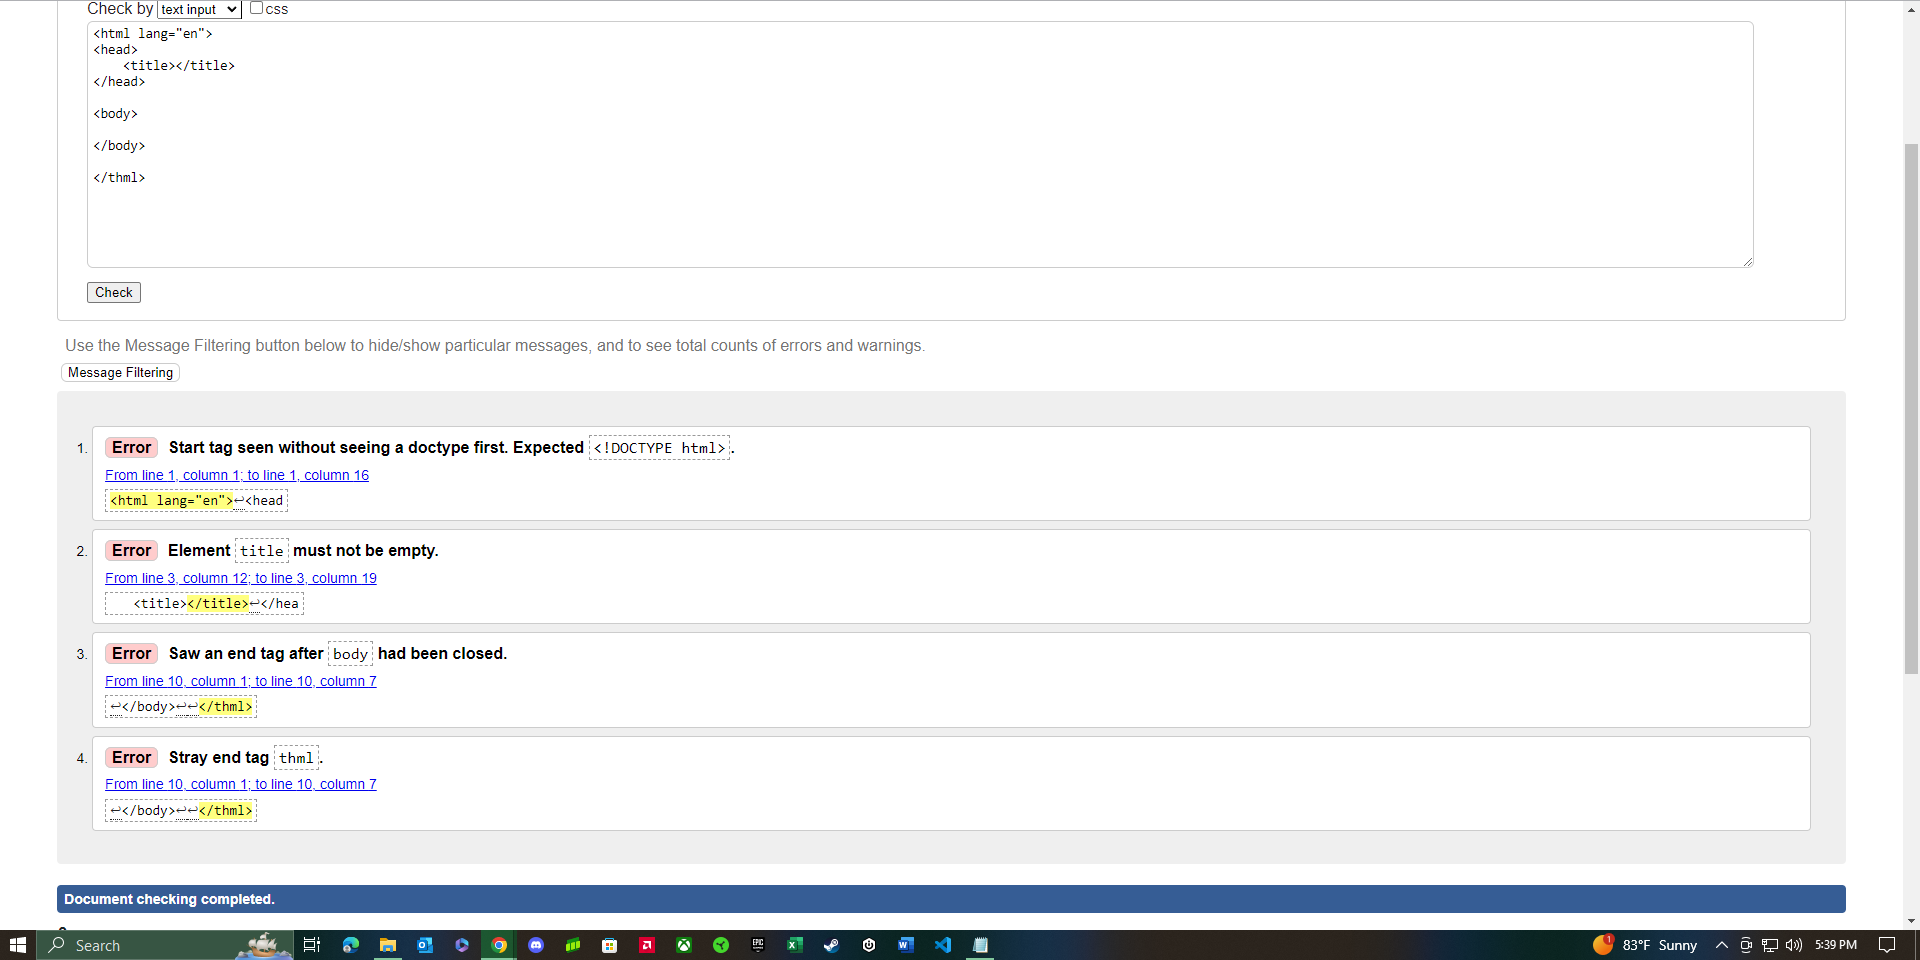 Check by text input css
<html lang="en">
<head>
    <title></title>
</head>
<body>
</body>
</thml>
Check
Use the Message Filtering button below to hide/show particular messages, and to see total counts of errors and warnings.
Message Filtering
1. Error Start tag seen without seeing a doctype first. Expected <!DOCTYPE html>.
From line 1, column 1; to line 1, column 16
<html lang="en">↩<head
2. Error Element title must not be empty.
From line 3, column 12; to line 3, column 19
    <title></title>↩</hea
3. Error Saw an end tag after body had been closed.
From line 10, column 1; to line 10, column 7
↩</body>↩↩</thml>
4. Error Stray end tag thml.
From line 10, column 1; to line 10, column 7
↩</body>↩↩</thml>
Document checking completed.
Search
EPIC
1
83°F Sunny
5:39 PM